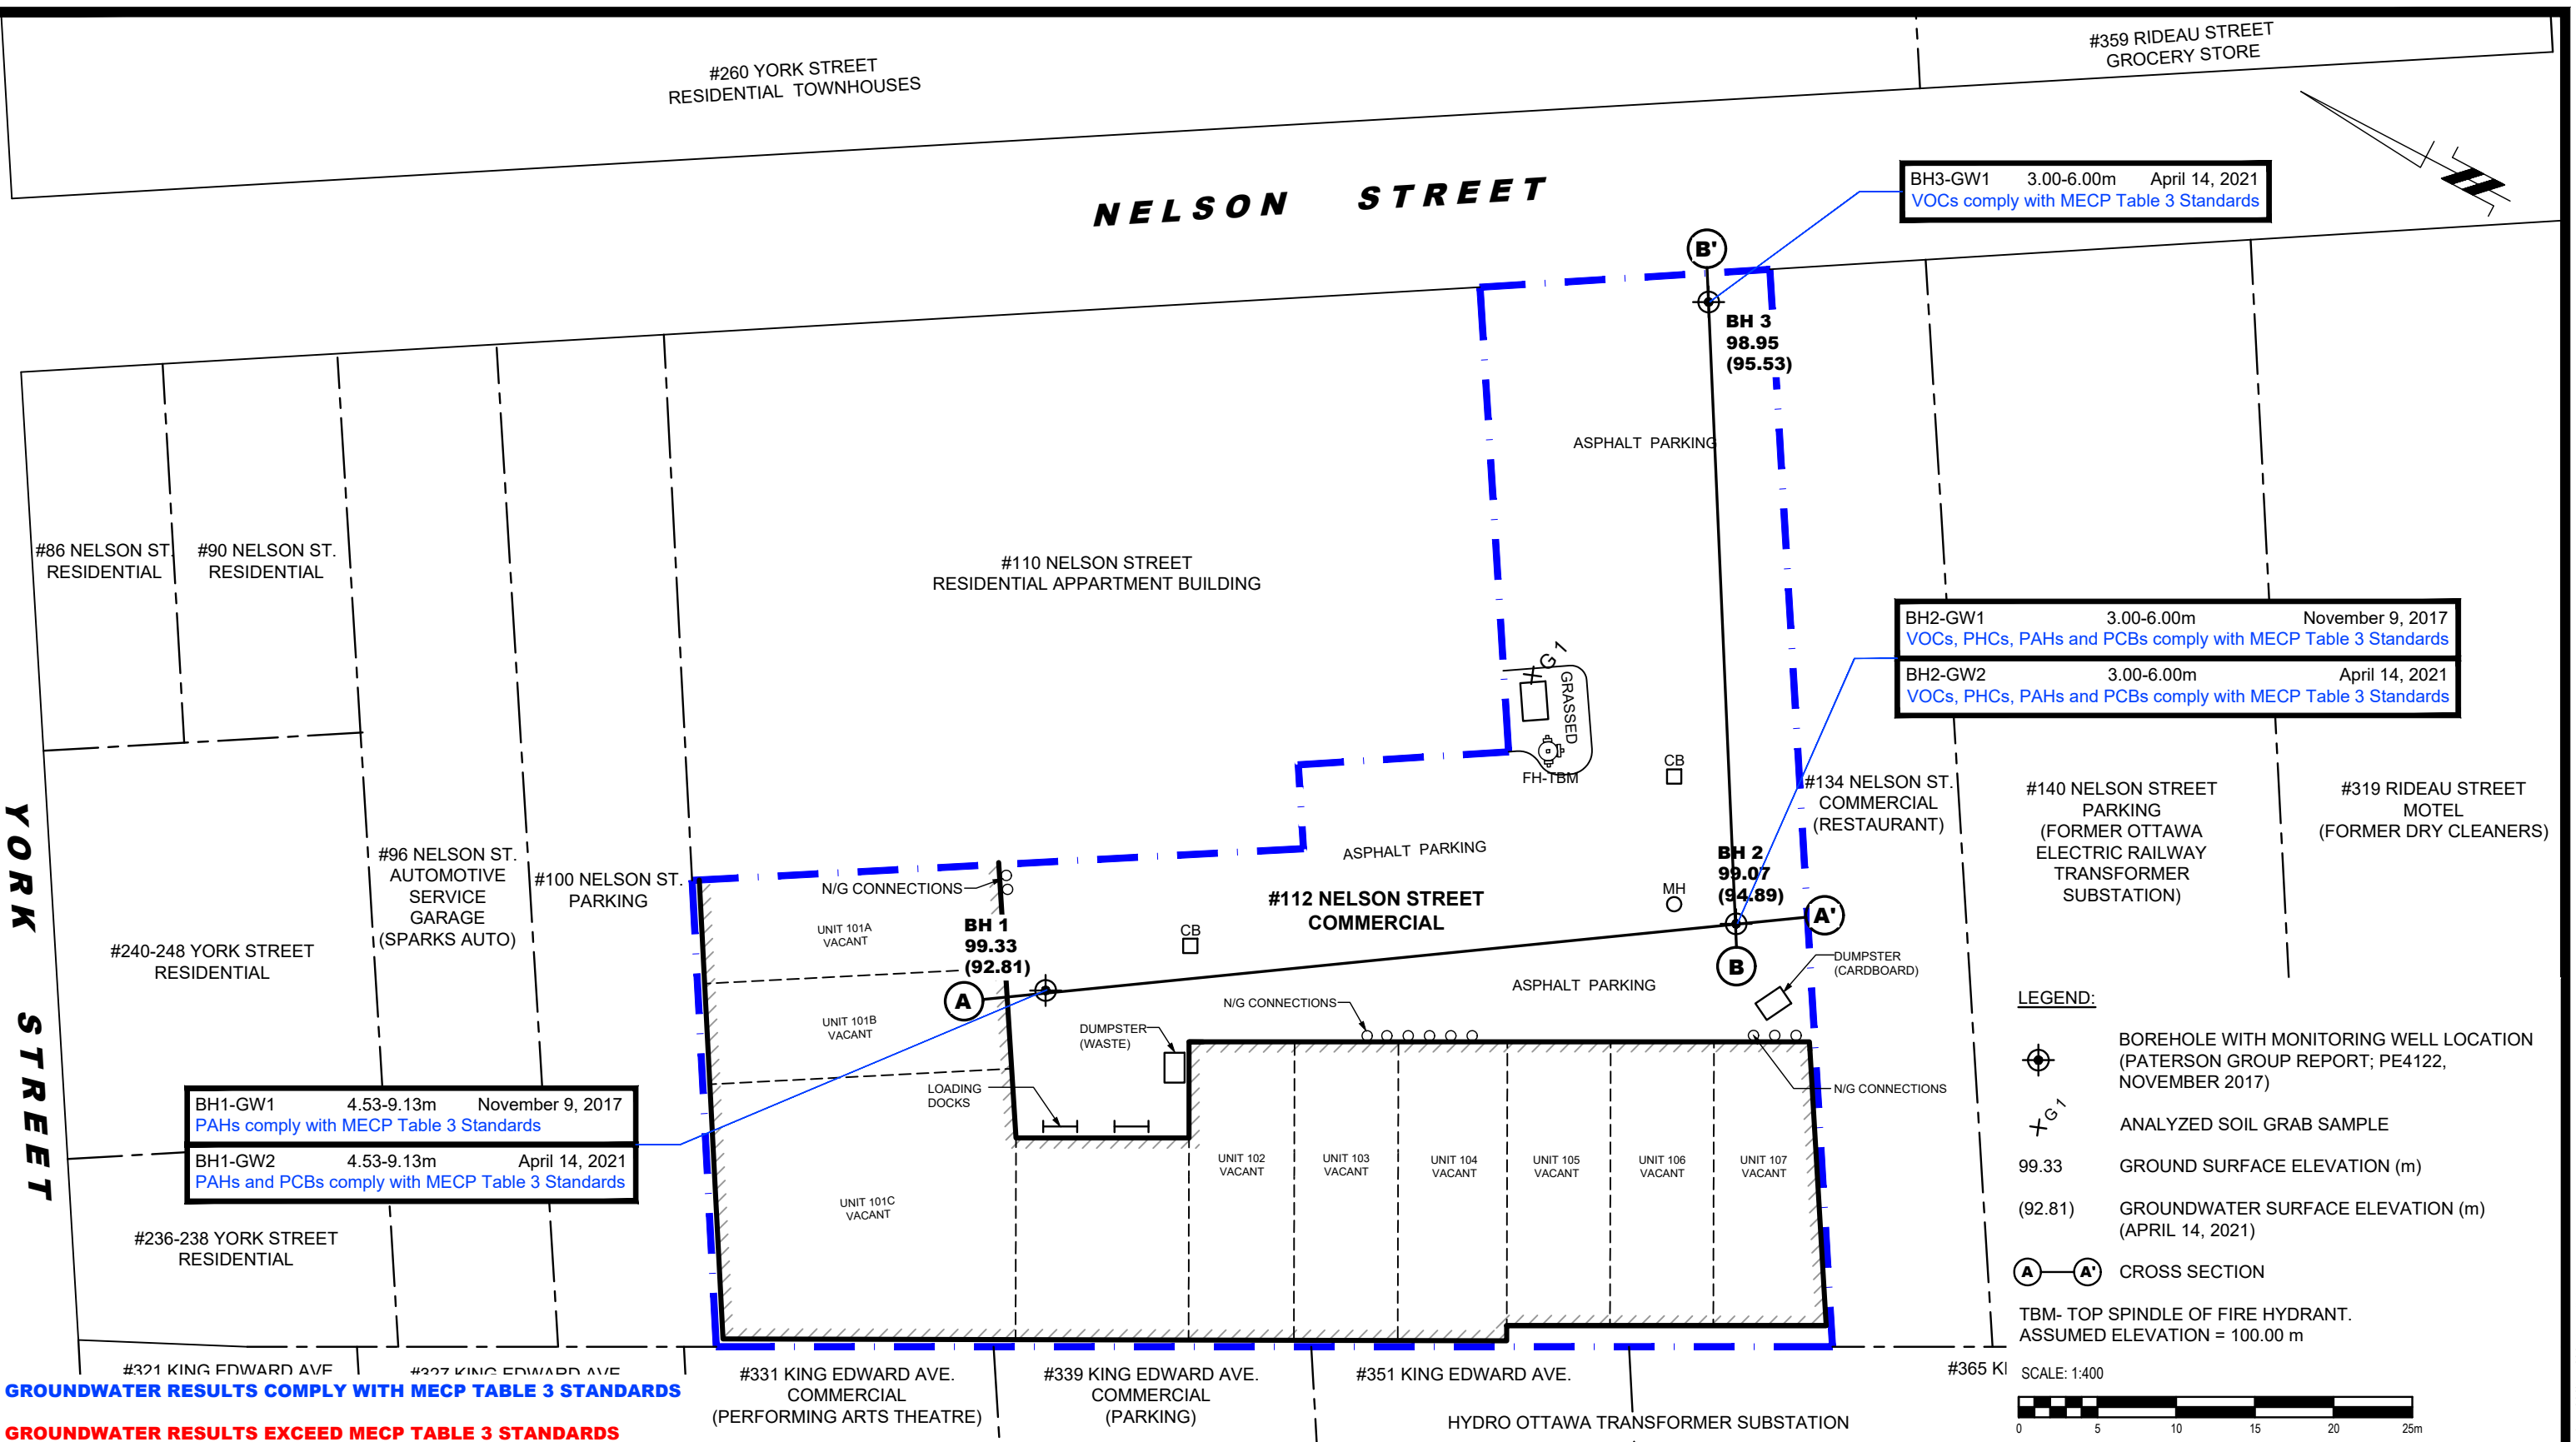 #260 YORK STREET
RESIDENTIAL TOWNHOUSES
#359 RIDEAU STREET
GROCERY STORE
NELSON STREET
BH3-GW1 3.00-6.00m April 14, 2021
VOCs comply with MECP Table 3 Standards
B'
BH 3
98.95
(95.53)
ASPHALT PARKING
#86 NELSON ST.
RESIDENTIAL
#90 NELSON ST.
RESIDENTIAL
#110 NELSON STREET
RESIDENTIAL APPARTMENT BUILDING
BH2-GW1 3.00-6.00m November 9, 2017
VOCs, PHCs, PAHs and PCBs comply with MECP Table 3 Standards
BH2-GW2 3.00-6.00m April 14, 2021
VOCs, PHCs, PAHs and PCBs comply with MECP Table 3 Standards
G 1
GRASSED
FH-TBM
CB
#134 NELSON ST.
COMMERCIAL
(RESTAURANT)
#140 NELSON STREET
PARKING
(FORMER OTTAWA
ELECTRIC RAILWAY
TRANSFORMER
SUBSTATION)
#319 RIDEAU STREET
MOTEL
(FORMER DRY CLEANERS)
YORK STREET
#96 NELSON ST.
AUTOMOTIVE
SERVICE
GARAGE
(SPARKS AUTO)
#100 NELSON ST.
PARKING
ASPHALT PARKING
BH 2
99.07
(94.89)
MH
N/G CONNECTIONS
#112 NELSON STREET
COMMERCIAL
A'
UNIT 101A
VACANT
BH 1
99.33
(92.81)
CB
#240-248 YORK STREET
RESIDENTIAL
B
DUMPSTER
(CARDBOARD)
A
ASPHALT PARKING
N/G CONNECTIONS
UNIT 101B
VACANT
DUMPSTER
(WASTE)
LOADING
DOCKS
N/G CONNECTIONS
BH1-GW1 4.53-9.13m November 9, 2017
PAHs comply with MECP Table 3 Standards
BH1-GW2 4.53-9.13m April 14, 2021
PAHs and PCBs comply with MECP Table 3 Standards
UNIT 102
VACANT
UNIT 103
VACANT
UNIT 104
VACANT
UNIT 105
VACANT
UNIT 106
VACANT
UNIT 107
VACANT
UNIT 101C
VACANT
#236-238 YORK STREET
RESIDENTIAL
LEGEND:
BOREHOLE WITH MONITORING WELL LOCATION
(PATERSON GROUP REPORT; PE4122,
NOVEMBER 2017)
G 1
ANALYZED SOIL GRAB SAMPLE
99.33 GROUND SURFACE ELEVATION (m)
(92.81) GROUNDWATER SURFACE ELEVATION (m)
(APRIL 14, 2021)
A A' CROSS SECTION
TBM- TOP SPINDLE OF FIRE HYDRANT.
ASSUMED ELEVATION = 100.00 m
SCALE: 1:400
0 5 10 15 20 25m
#321 KING EDWARD AVE
KING EDWARD AVE
#331 KING EDWARD AVE.
COMMERCIAL
(PERFORMING ARTS THEATRE)
#339 KING EDWARD AVE.
COMMERCIAL
(PARKING)
#351 KING EDWARD AVE.
#365 KI
HYDRO OTTAWA TRANSFORMER SUBSTATION
GROUNDWATER RESULTS COMPLY WITH MECP TABLE 3 STANDARDS
GROUNDWATER RESULTS EXCEED MECP TABLE 3 STANDARDS